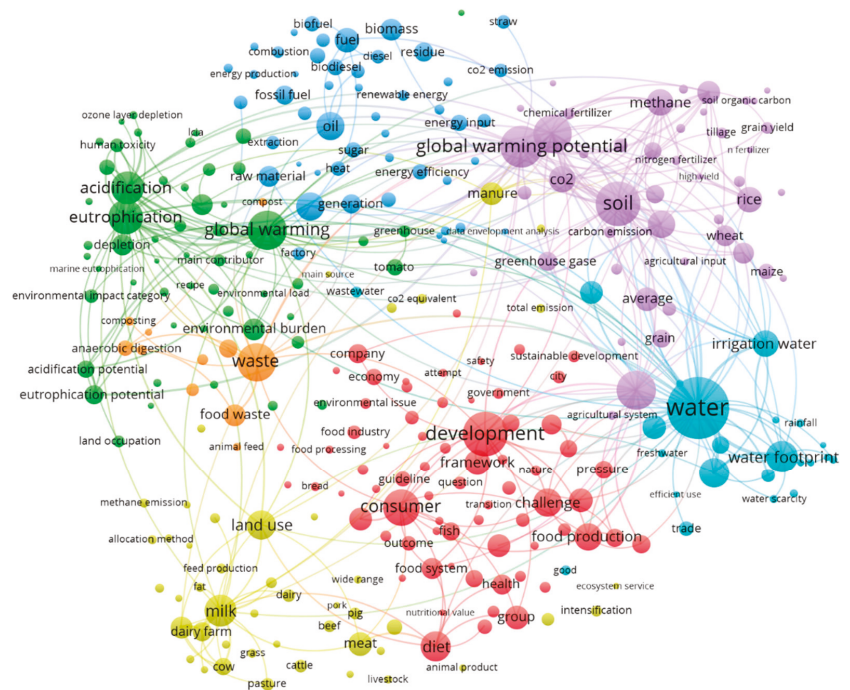 straw
biofuel
biomass
fuel
combustion
diesel
residue
biodiesel
co2 emission
energy production
fossil fuel
renewable energy
methane
soil organic carbon
chemical fertilizer
ozone layer depletion
lca
oil
energy input
tillage
grain yield
human toxicity
extraction
sugar
global warming potential
n fertilizer
nitrogen fertilizer
heat
energy efficiency
raw material
high yield
acidification
co2
manure
rice
compost
generation
soil
eutrophication
global warming
greenhouse
data envelopment analysis
carbon emission
wheat
depletion
factory
main contributor
greenhouse gase
agricultural input
marine eutrophication
tomato
main source
maize
recipe
environmental load
wastewater
environmental impact category
co2 equivalent
average
total emission
composting
environmental burden
grain
irrigation water
anaerobic digestion
company
safety
sustainable development
waste
acidification potential
attempt
economy
city
eutrophication potential
government
environmental issue
water
food waste
agricultural system
rainfall
land occupation
food industry
development
animal feed
food processing
freshwater
water footprint
framework
nature
pressure
bread
guideline
question
efficient use
water scarcity
methane emission
transition
challenge
consumer
allocation method
land use
trade
fish
food production
outcome
feed production
food system
good
wide range
fat
health
ecosystem service
dairy
pork
nutritional value
milk
pig
intensification
group
dairy farm
beef
meat
diet
grass
cow
cattle
animal product
pasture
livestock